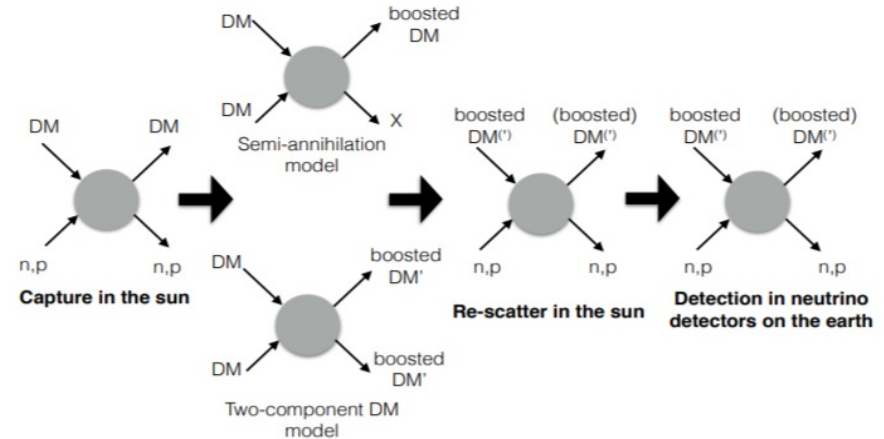 DM
DM
n,p
n,p
Capture in the sun
DM
boosted
DM
DM
X
Semi-annihilation
model
DM
boosted
DM'
DM
boosted
DM'
Two-component DM
model
boosted
DM(')
(boosted)
DM(')
n,p
n,p
Re-scatter in the sun
boosted
DM(')
(boosted)
DM(')
n,p
n,p
Detection in neutrino
detectors on the earth